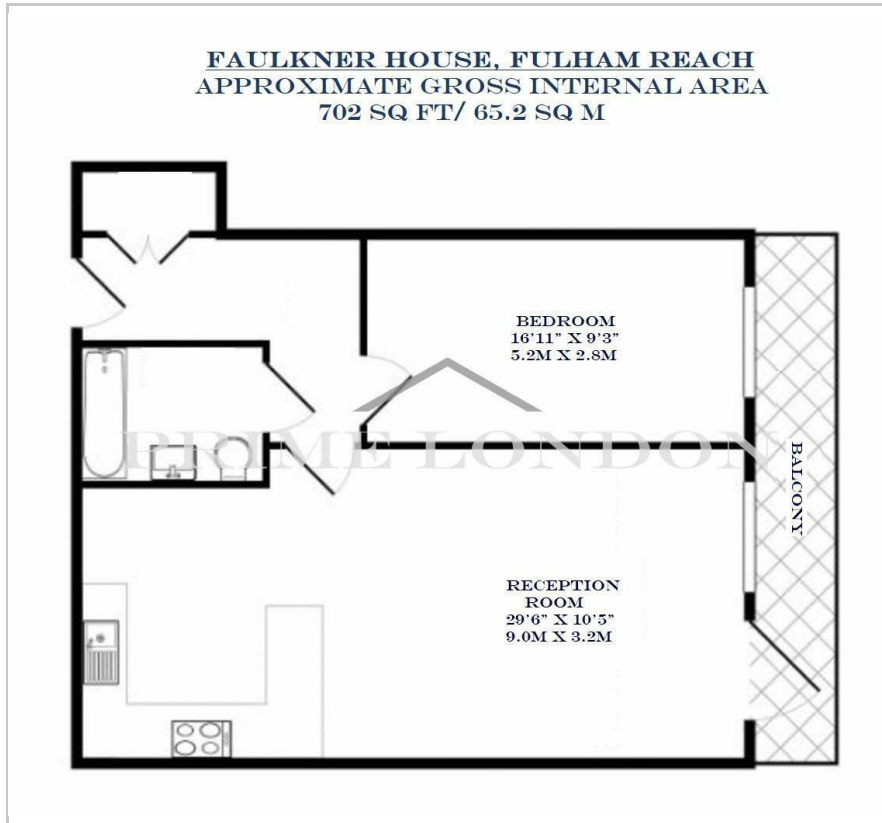 FAULKNER HOUSE, FULHAM REACH
APPROXIMATE GROSS INTERNAL AREA
702 SQ FT/ 65.2 SQ M
BEDROOM
16'11" X 9'3"
5.2M X 2.8M
PRIME LONDON
BALCONY
RECEPTION
ROOM
29'6" X 10'5"
9.0M X 3.2M